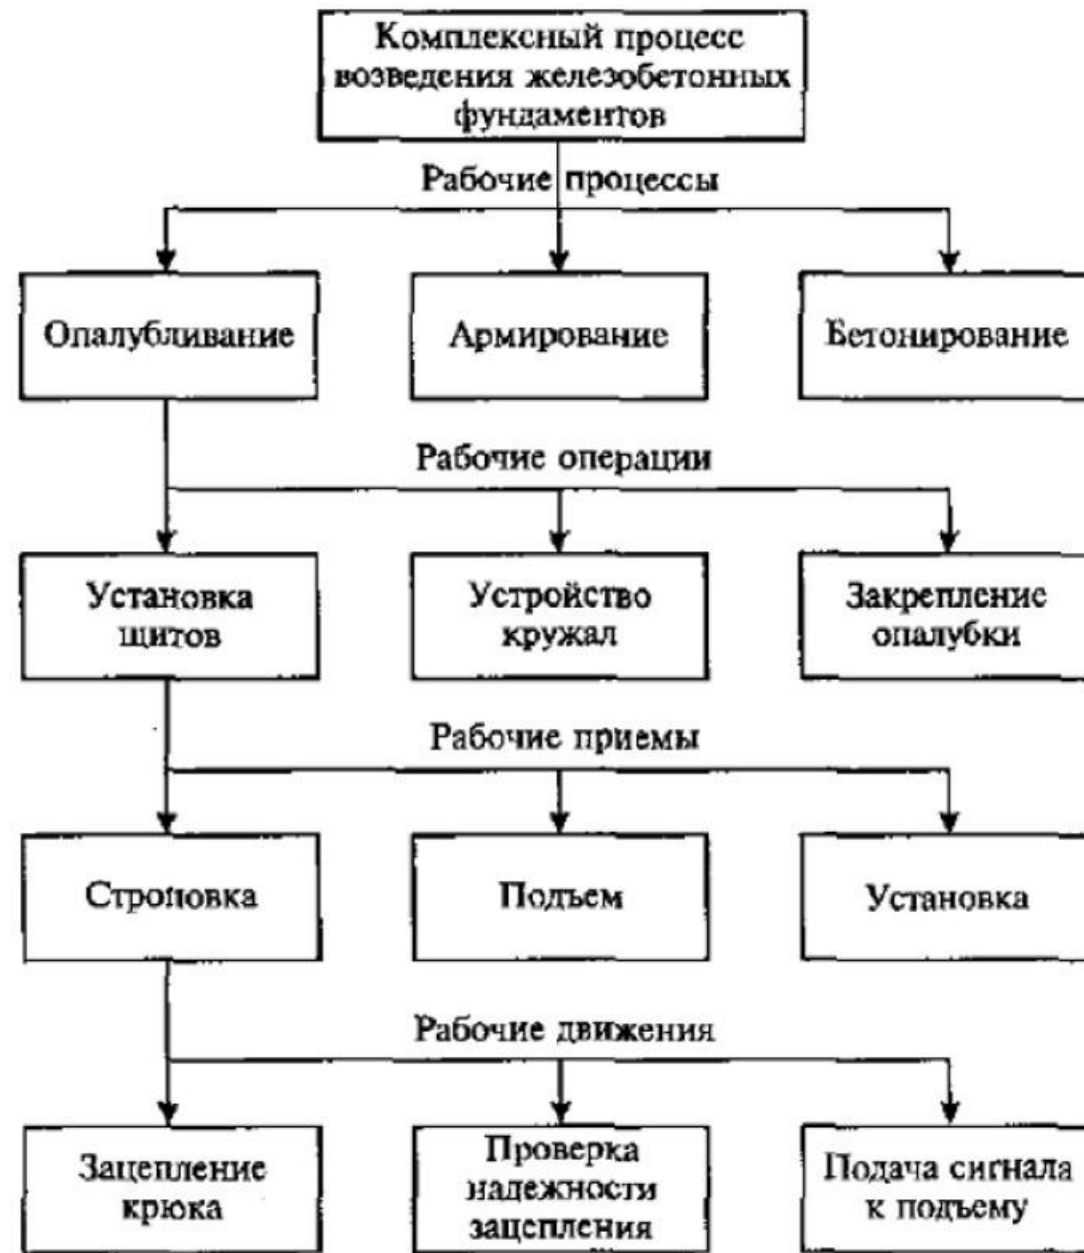 Комплексный процесс
возведения железобетонных
фундаментов
Рабочие процессы
Опалубливание
Армирование
Бетонирование
Рабочие операции
Установка
щитов
Устройство
кружал
Закрепление
опалубки
Рабочие приемы
Строповка
Подъем
Установка
Рабочие движения
Зацепление
крюка
Проверка
надежности
зацепления
Подача сигнала
к подъему